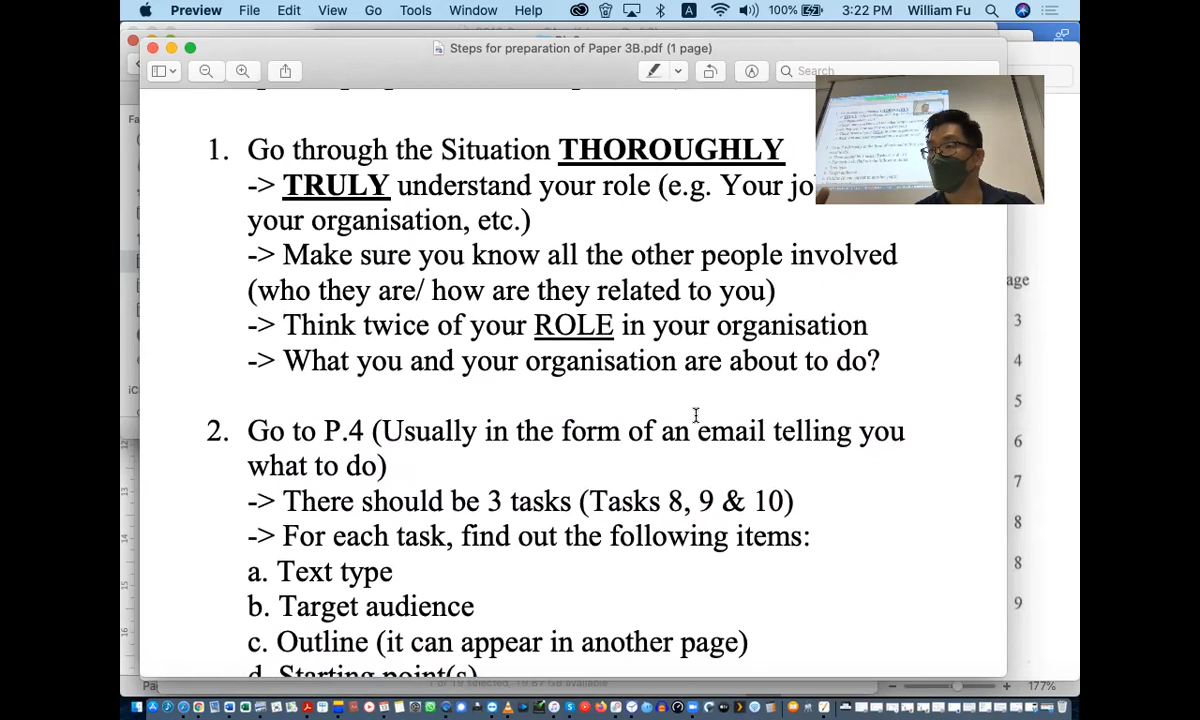 Preview File Edit View Go Tools Window Help 100% 3:22 PM William Fu
Steps for preparation of Paper 3B.pdf (1 page)
Search
1. Go through the Situation THOROUGHLY
-> TRULY understand your role (e.g. Your jo
your organisation, etc.)
-> Make sure you know all the other people involved
(who they are/ how are they related to you)
-> Think twice of your ROLE in your organisation
-> What you and your organisation are about to do?
2. Go to P.4 (Usually in the form of an email telling you
what to do)
-> There should be 3 tasks (Tasks 8, 9 & 10)
-> For each task, find out the following items:
a. Text type
b. Target audience
c. Outline (it can appear in another page)
d. Starting point(s)
age
3
4
5
6
7
8
8
9
177%